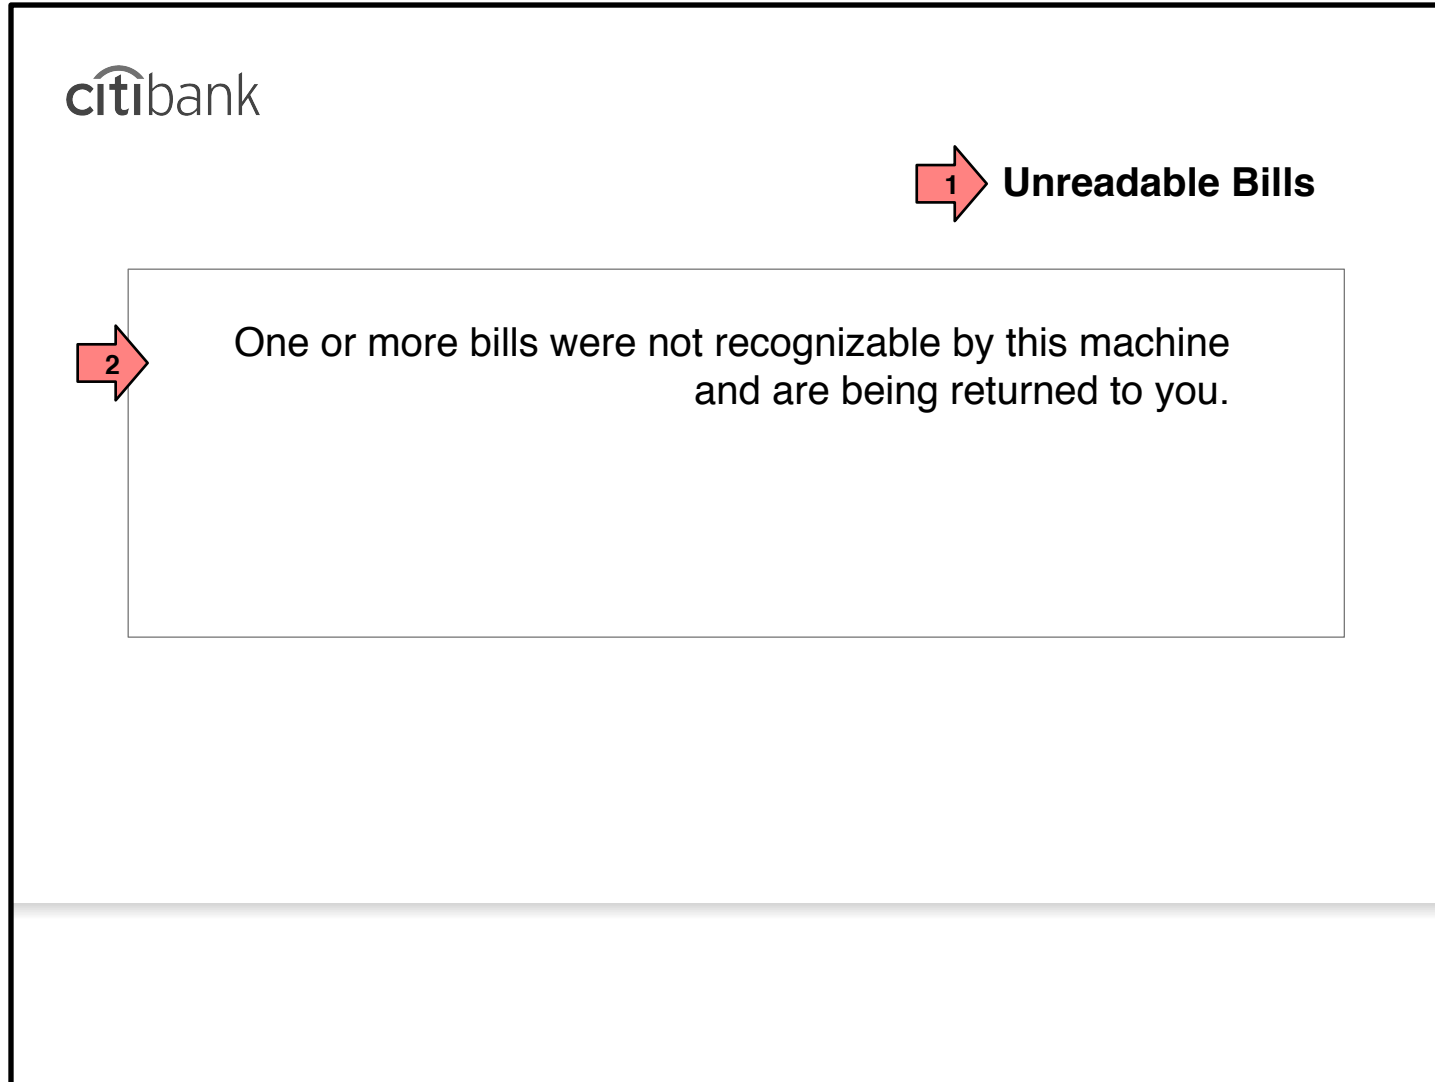 citibank
1 Unreadable Bills
2 One or more bills were not recognizable by this machine
and are being returned to you.